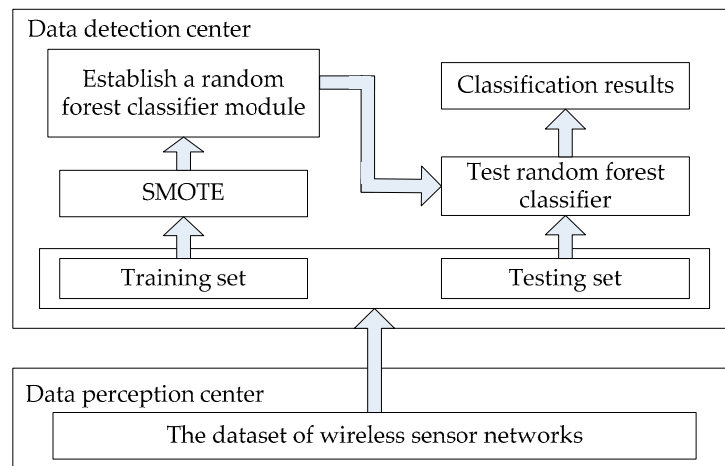 Data detection center
Establish a random
forest classifier module
Classification results
SMOTE
Test random forest
classifier
Training set
Testing set
Data perception center
The dataset of wireless sensor networks